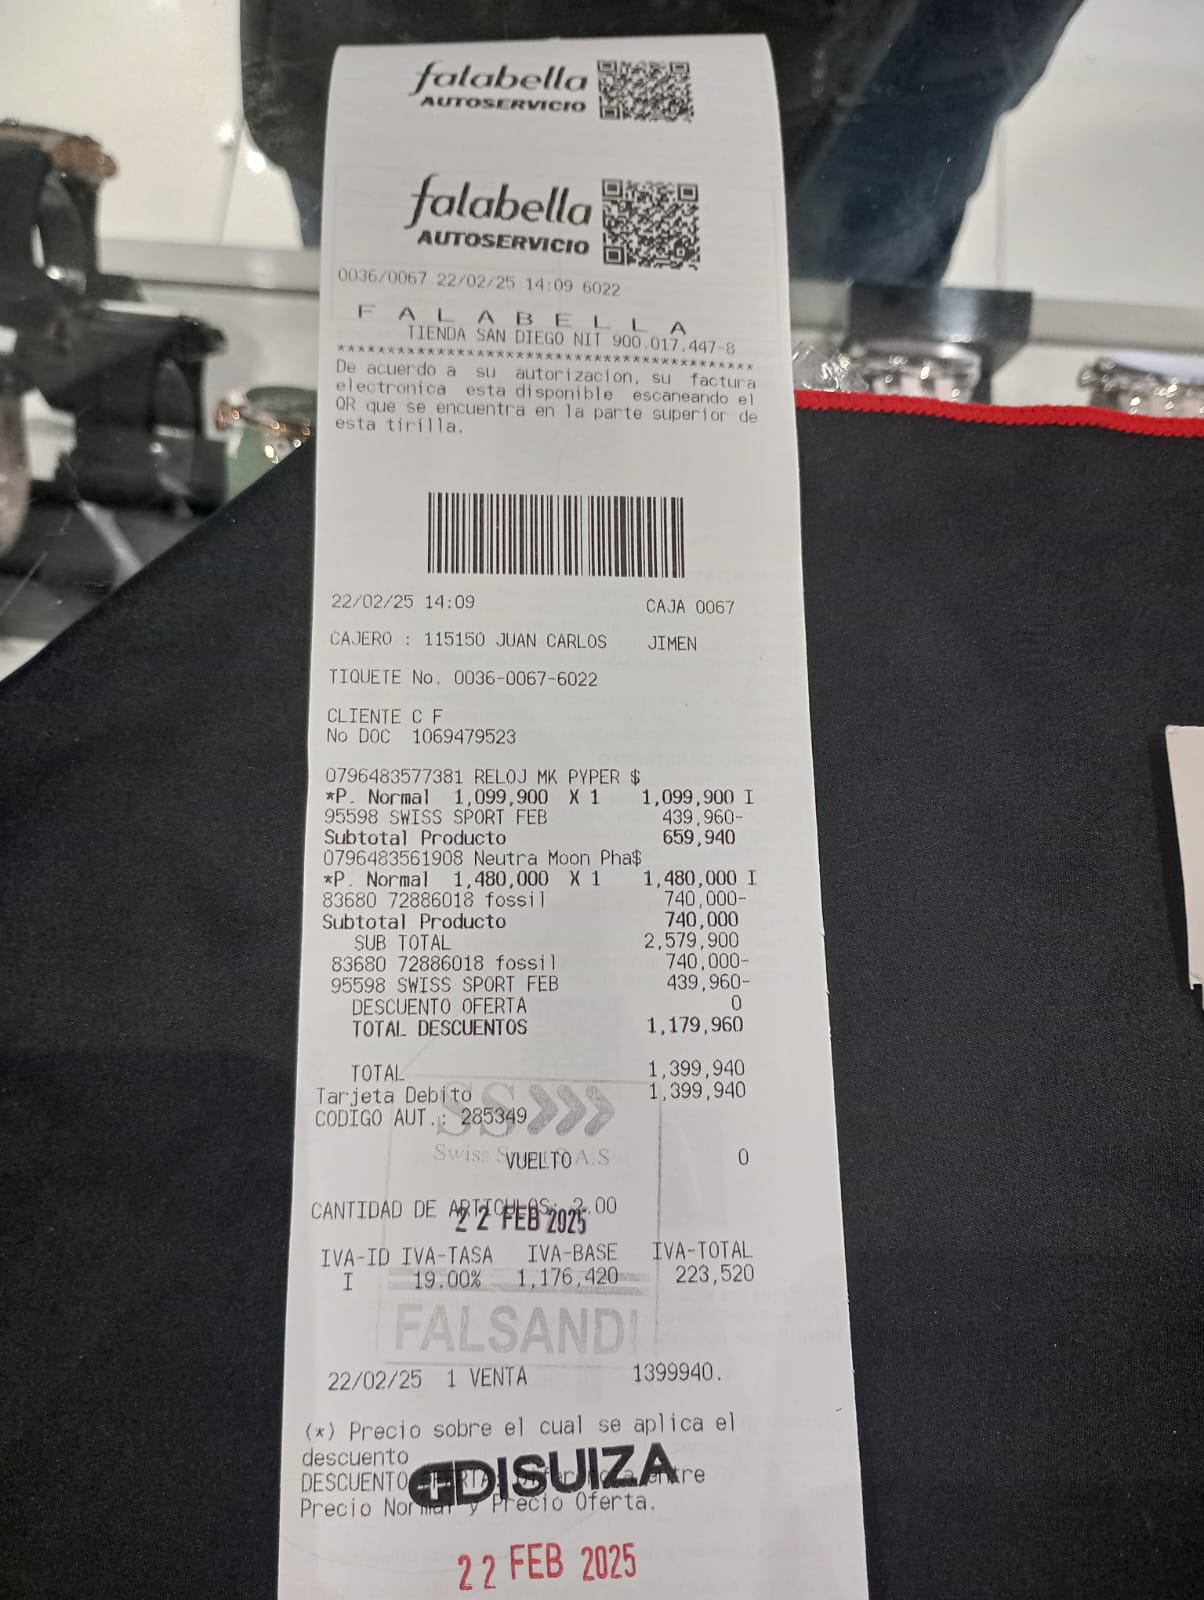 falabella
AUTOSERVICIO
falabella
AUTOSERVICIO
0036/0067 22/02/25 14:09 6022
F A L A B E L L A
TIENDA SAN DIEGO NIT 900.017.447-8
******************************************
De acuerdo a su autorizacion, su factura
electronica esta disponible escaneando el
QR que se encuentra en la parte superior de
esta tirilla.
22/02/25 14:09 CAJA 0067
CAJERO : 115150 JUAN CARLOS JIMEN
TIQUETE No. 0036-0067-6022
CLIENTE C F
No DOC 1069479523
0796483577381 RELOJ MK PYPER $
*P. Normal 1,099,900 X 1 1,099,900 I
95598 SWISS SPORT FEB 439,960-
Subtotal Producto 659,940
0796483561908 Neutra Moon Pha$
*P. Normal 1,480,000 X 1 1,480,000 I
83680 72886018 fossil 740,000-
Subtotal Producto 740,000
SUB TOTAL 2,579,900
83680 72886018 fossil 740,000-
95598 SWISS SPORT FEB 439,960-
DESCUENTO OFERTA 0
TOTAL DESCUENTOS 1,179,960
TOTAL 1,399,940
Tarjeta Debito 1,399,940
CODIGO AUT.: 285349
SS
Swiss A.S
VUELTO 0
CANTIDAD DE ARTICULOS: 2.00
22 FEB 2025
IVA-ID IVA-TASA IVA-BASE IVA-TOTAL
I 19.00% 1,176,420 223,520
FALSANDI
22/02/25 1 VENTA 1399940.
(*) Precio sobre el cual se aplica el
descuento
DISUIZA
DESCUENTO OFERTA: Diferencia entre
Precio Normal y Precio Oferta.
22 FEB 2025